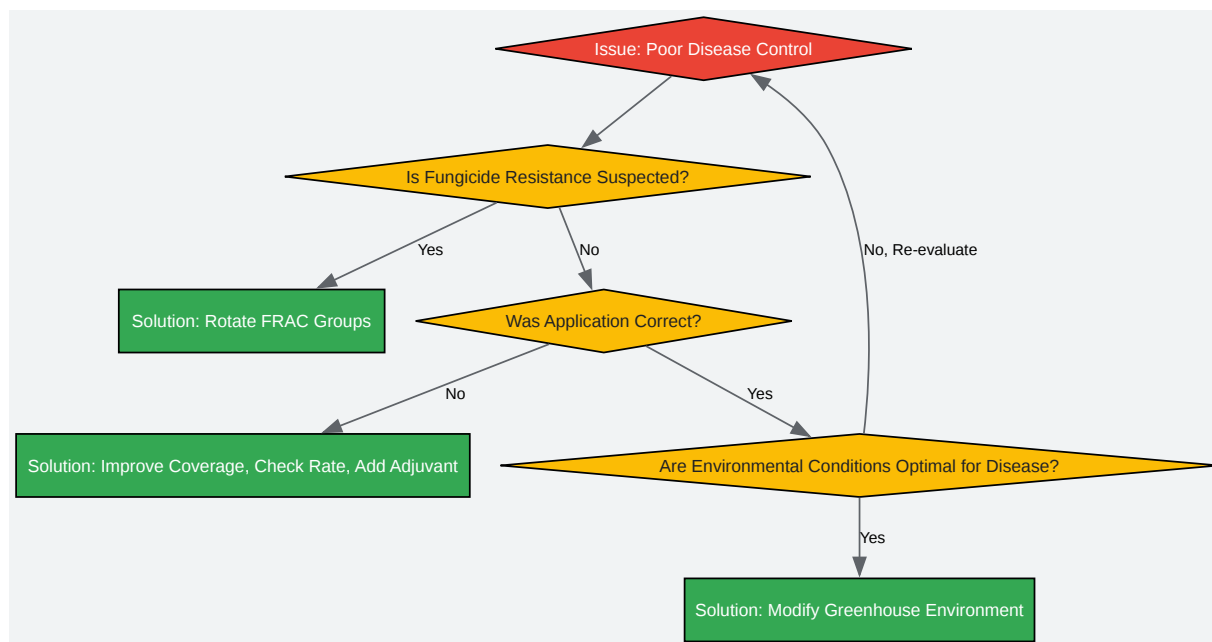 Issue: Poor Disease Control
Is Fungicide Resistance Suspected?
Yes
No
No, Re-evaluate
Solution: Rotate FRAC Groups
Was Application Correct?
No
Yes
Solution: Improve Coverage, Check Rate, Add Adjuvant
Are Environmental Conditions Optimal for Disease?
Yes
Solution: Modify Greenhouse Environment